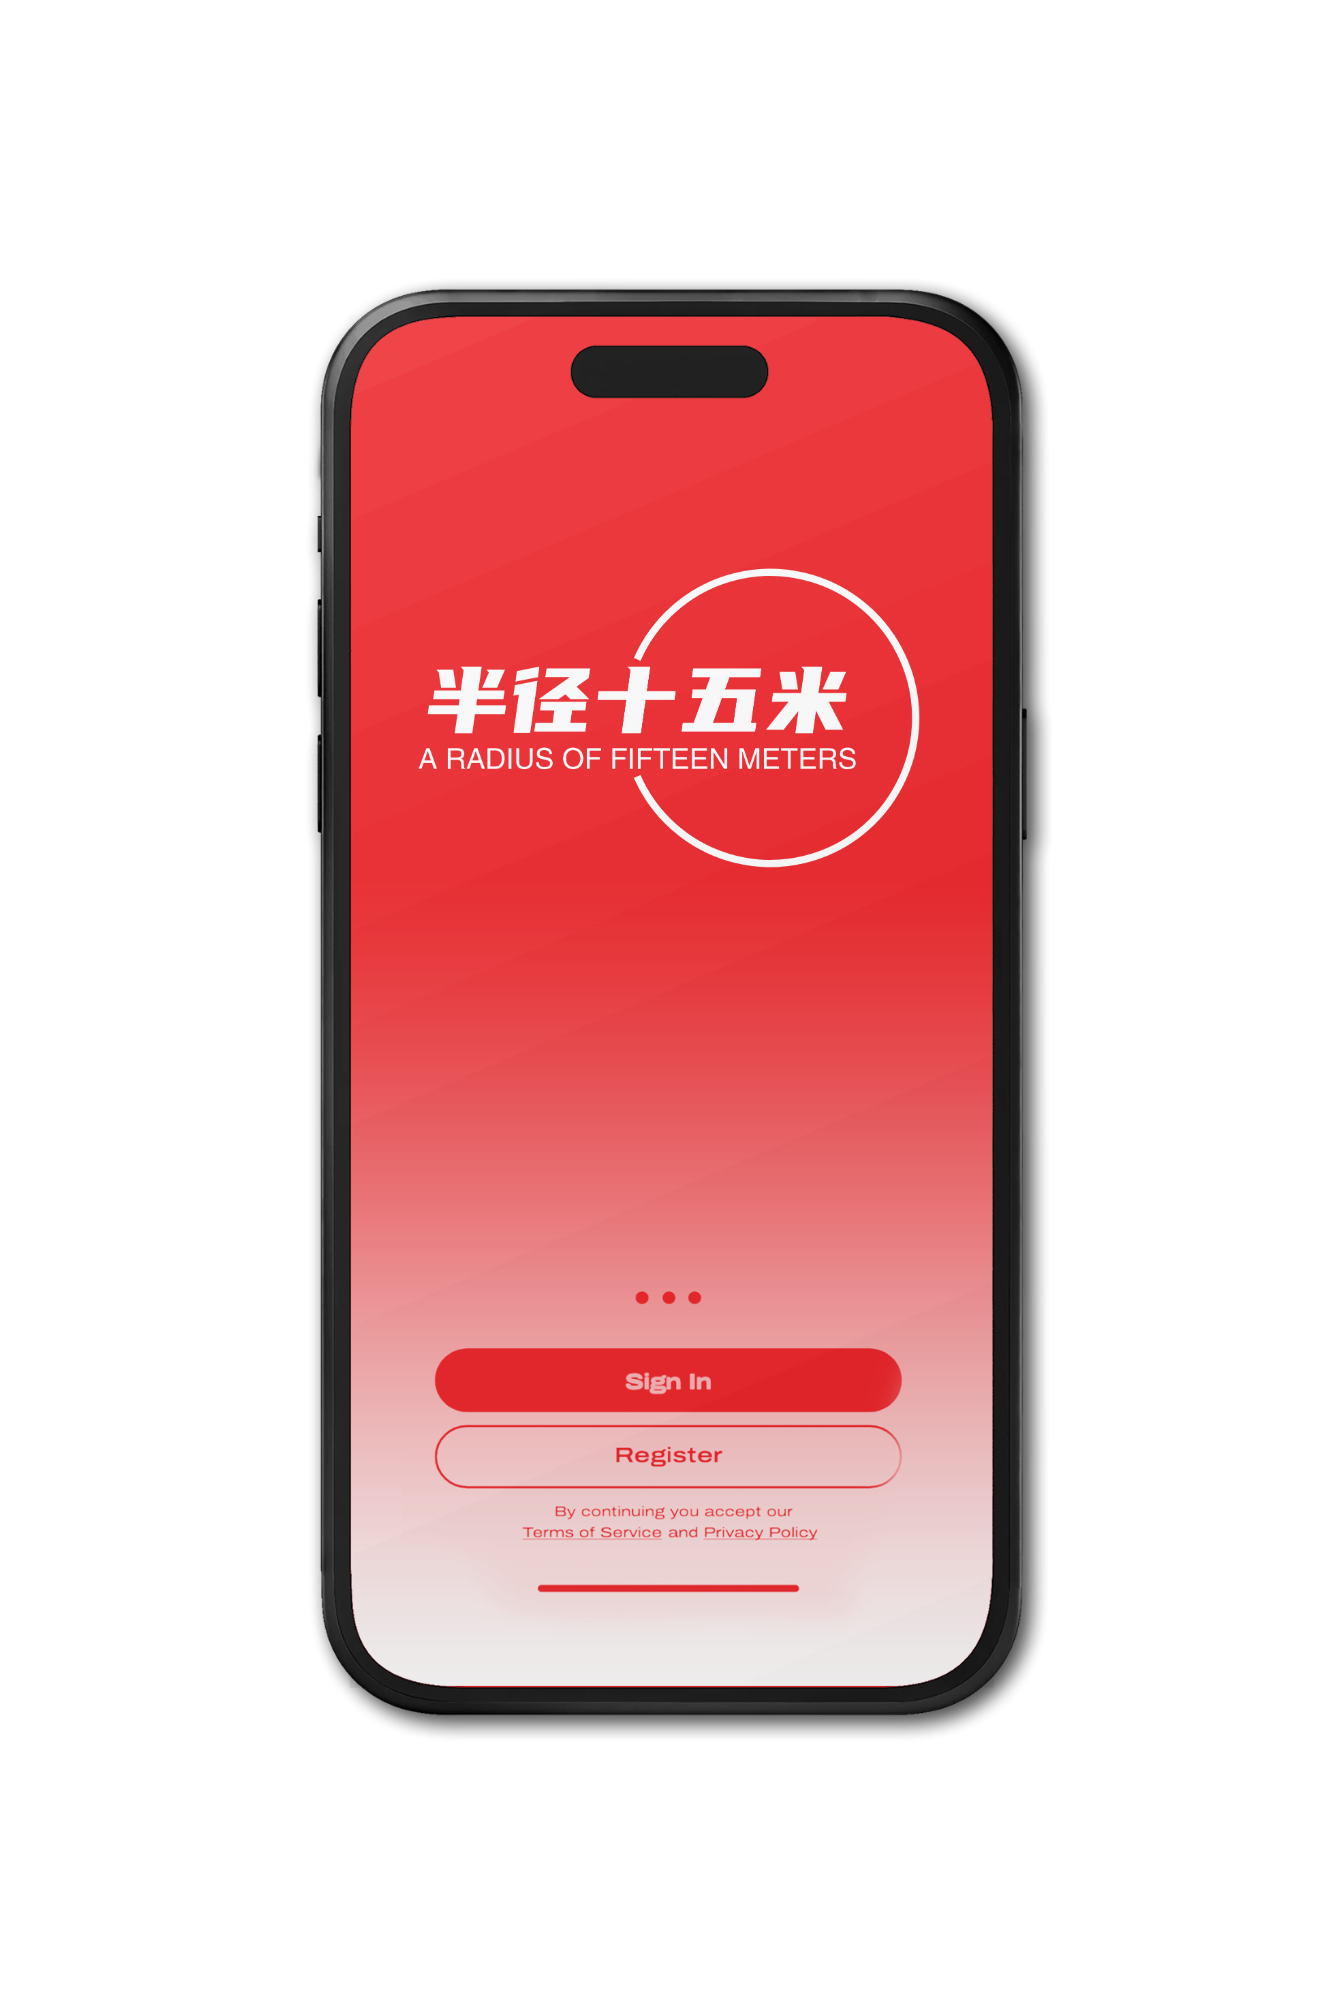 半径十五米
A RADIUS OF FIFTEEN METERS
Sign In
Register
By continuing you accept our
Terms of Service and Privacy Policy